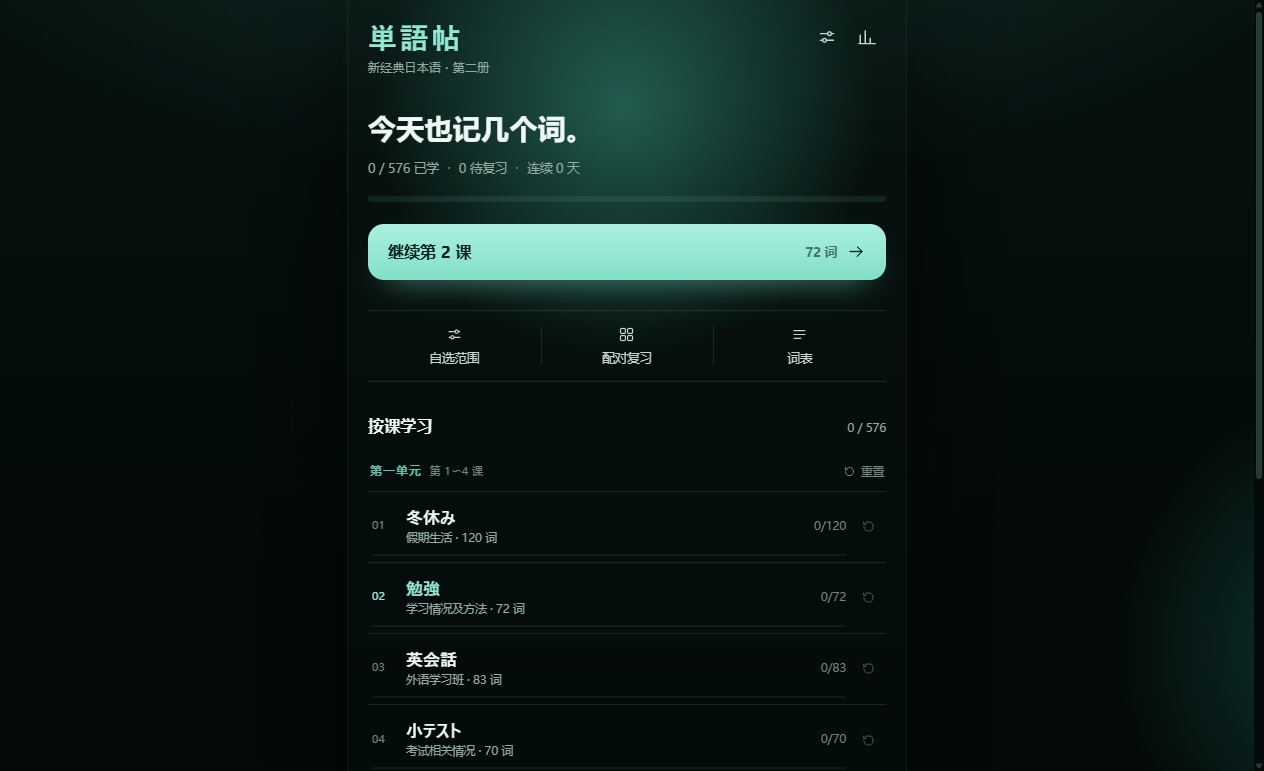 単語帖
新经典日本语 · 第二册
今天也记几个词。
0 / 576 已学 · 0 待复习 · 连续 0 天
继续第 2 课 72 词 →
自选范围 配对复习 词表
按课学习 0 / 576
第一单元 第 1–4 课 重置
01 冬休み 0/120
假期生活 · 120 词
02 勉強 0/72
学习情况及方法 · 72 词
03 英会話 0/83
外语学习班 · 83 词
04 小テスト 0/70
考试相关情况 · 70 词